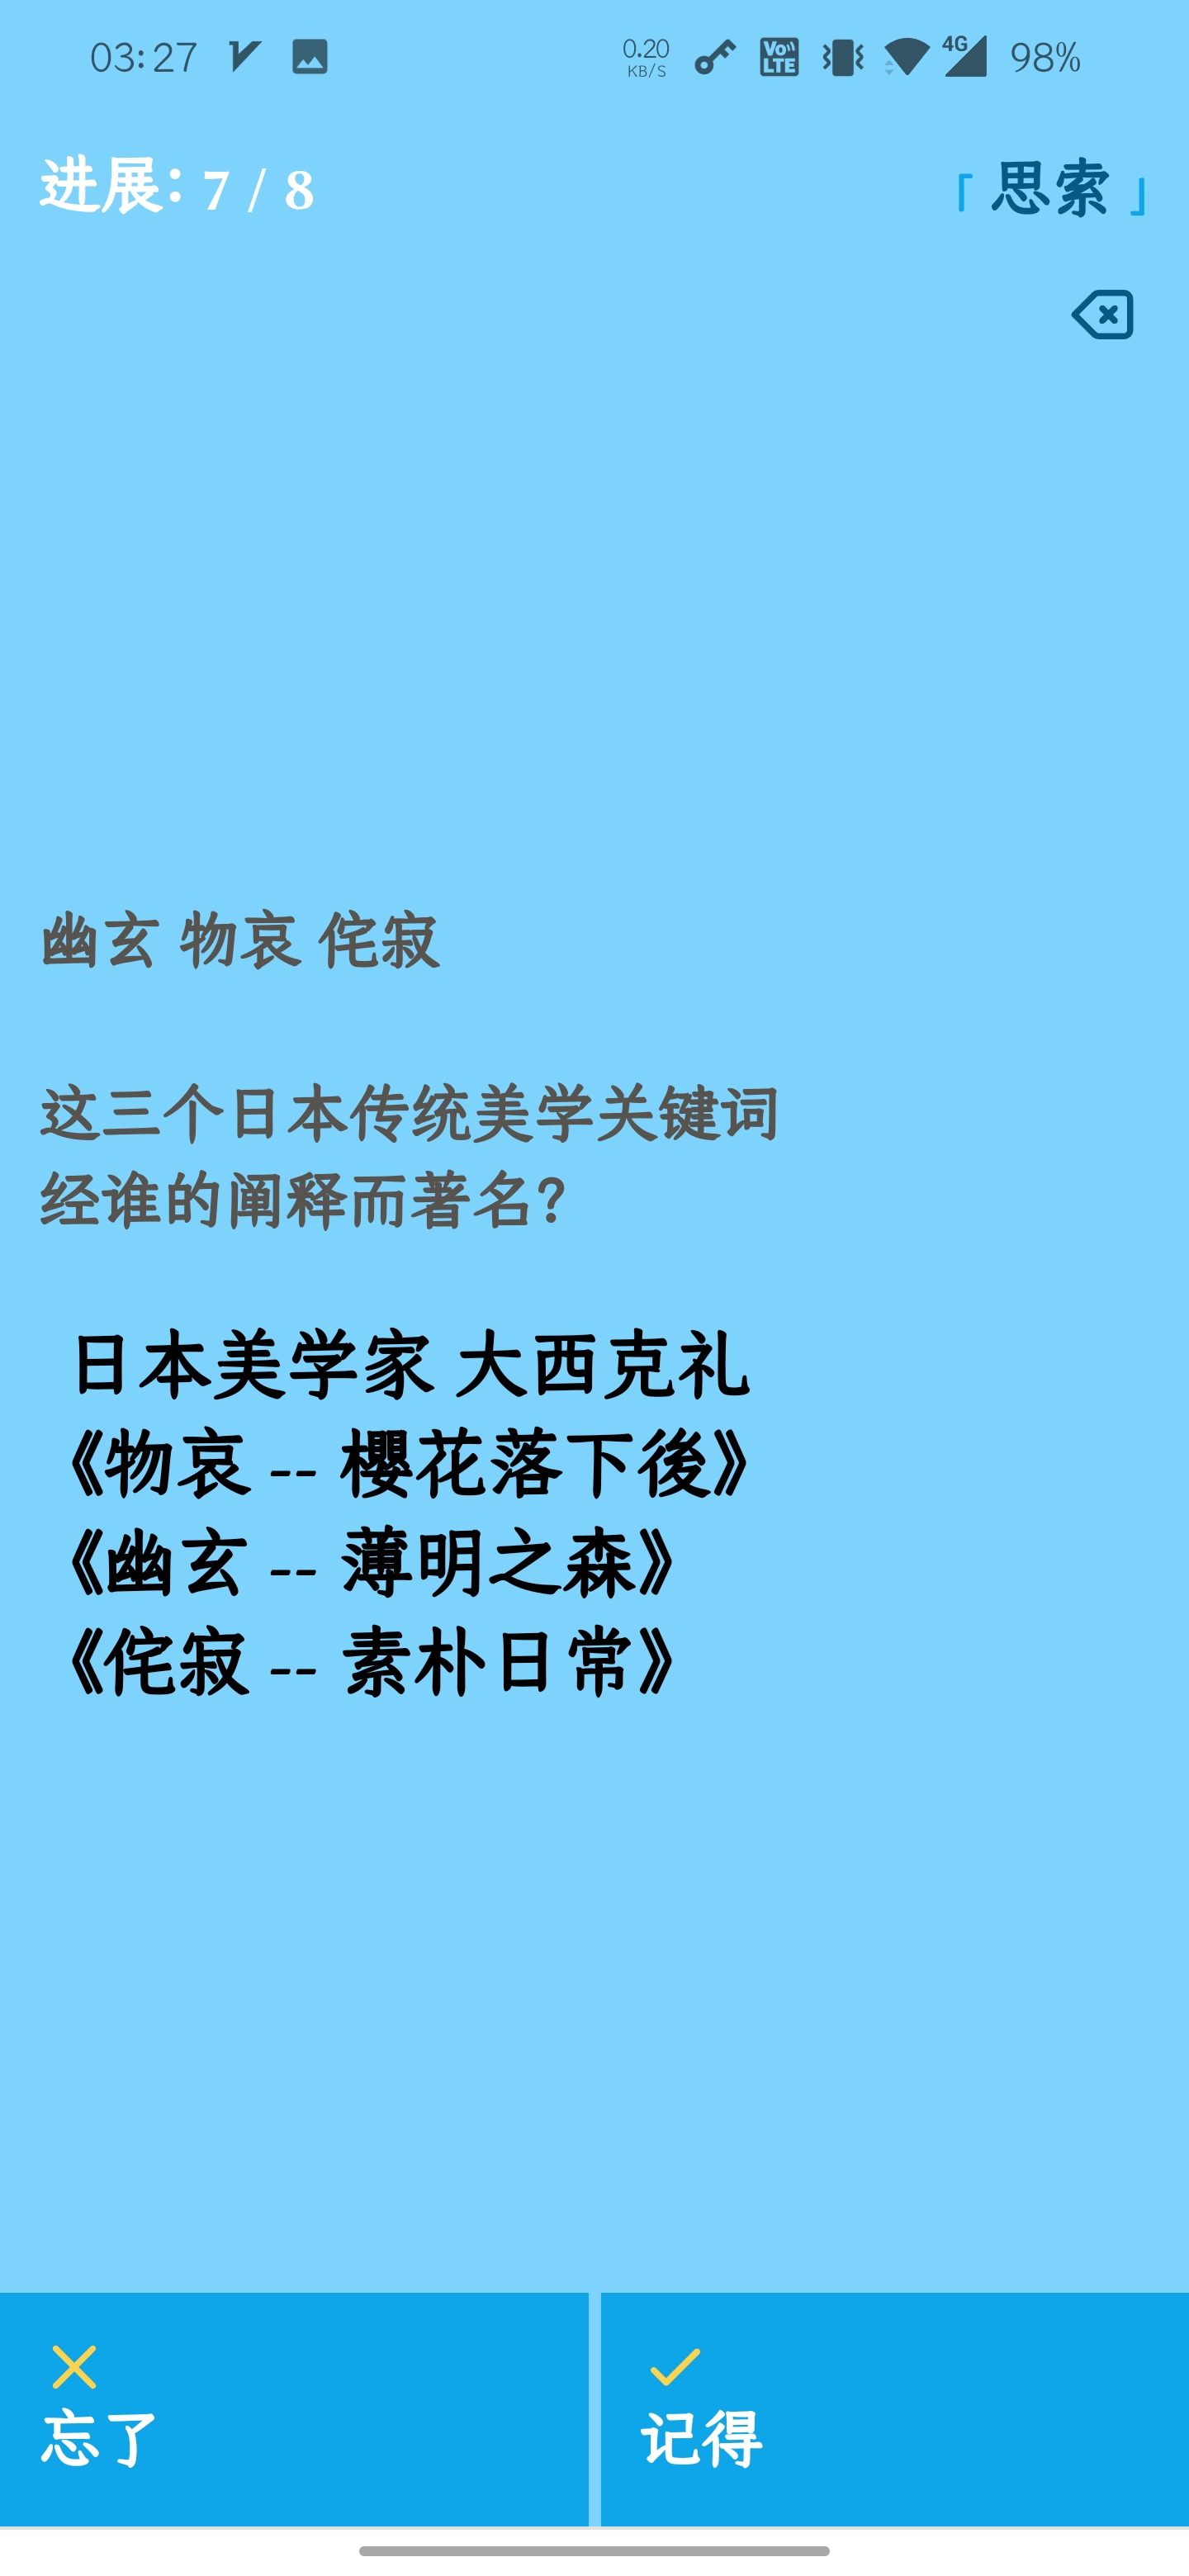 03:27
0.20
KB/S
Vo
LTE
4G
98%
进展: 7 / 8
「 思索 」
幽玄 物哀 侘寂
这三个日本传统美学关键词
经谁的阐释而著名?
日本美学家 大西克礼
《物哀 -- 樱花落下後》
《幽玄 -- 薄明之森》
《侘寂 -- 素朴日常》
忘了
记得